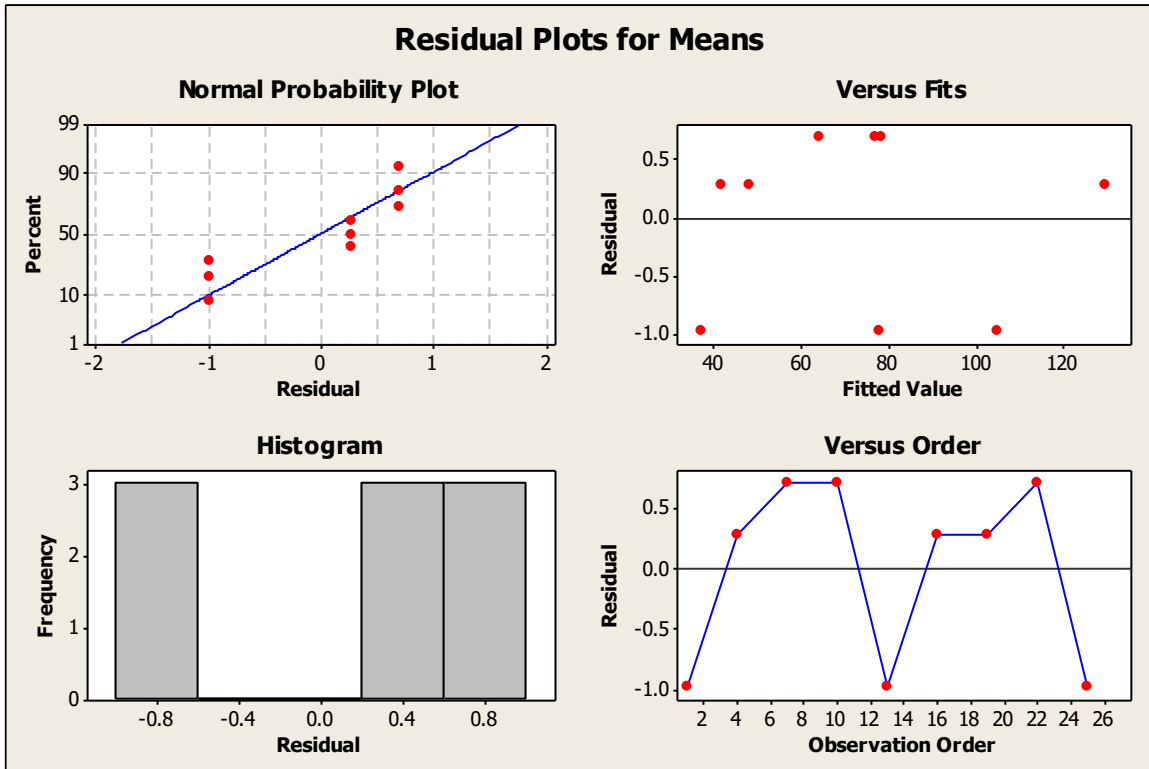 Residual Plots for Means
Normal Probability Plot
99
90
50
10
1
Percent
-2 -1 0 1 2
Residual
Versus Fits
0.5
0.0
-0.5
-1.0
Residual
40 60 80 100 120
Fitted Value
Histogram
3
2
1
0
Frequency
-0.8 -0.4 0.0 0.4 0.8
Residual
Versus Order
0.5
0.0
-0.5
-1.0
Residual
2 4 6 8 10 12 14 16 18 20 22 24 26
Observation Order